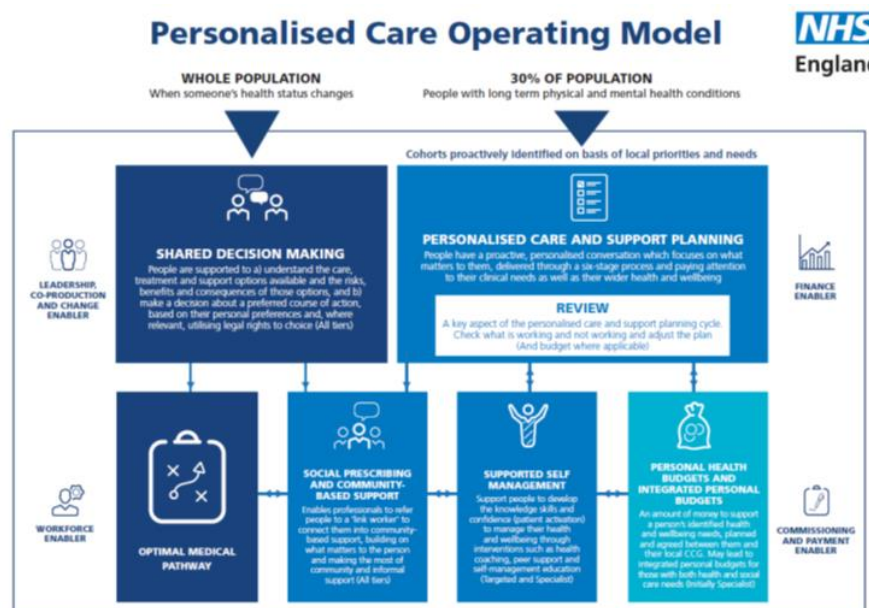 Personalised Care Operating Model
NHS
England
WHOLE POPULATION
When someone's health status changes
30% OF POPULATION
People with long term physical and mental health conditions
Cohorts proactively identified on basis of local priorities and needs
LEADERSHIP,
CO-PRODUCTION
AND CHANGE
ENABLER
SHARED DECISION MAKING
People are supported to a) understand the care,
treatment and support options available and the risks,
benefits and consequences of those options, and b)
make a decision about a preferred course of action,
based on their personal preferences and, where
relevant, utilising legal rights to choice (All tiers)
PERSONALISED CARE AND SUPPORT PLANNING
People have a proactive, personalised conversation which focuses on what
matters to them, delivered through a six-stage process and paying attention
to their clinical needs as well as their wider health and wellbeing
REVIEW
A key aspect of the personalised care and support planning cycle.
Check what is working and not working and adjust the plan
(And budget where applicable)
FINANCE
ENABLER
WORKFORCE
ENABLER
OPTIMAL MEDICAL
PATHWAY
SOCIAL PRESCRIBING
AND COMMUNITY-
BASED SUPPORT
Enables professionals to refer
people to a 'link worker' to
connect them into community-
based support, building on
what matters to the person
and making the most of
community and informal
support (All tiers)
SUPPORTED SELF
MANAGEMENT
Support people to develop
the knowledge skills and
confidence (patient activation)
to manage their health
and wellbeing through
interventions such as health
coaching, peer support and
self-management education
(Targeted and Specialist)
PERSONAL HEALTH
BUDGETS AND
INTEGRATED PERSONAL
BUDGETS
An amount of money to support
a person's identified health
and wellbeing needs, planned
and agreed between them and
their local CCG. May lead to
integrated personal budgets for
those with both health and social
care needs (Initially Specialist)
COMMISSIONING
AND PAYMENT
ENABLER